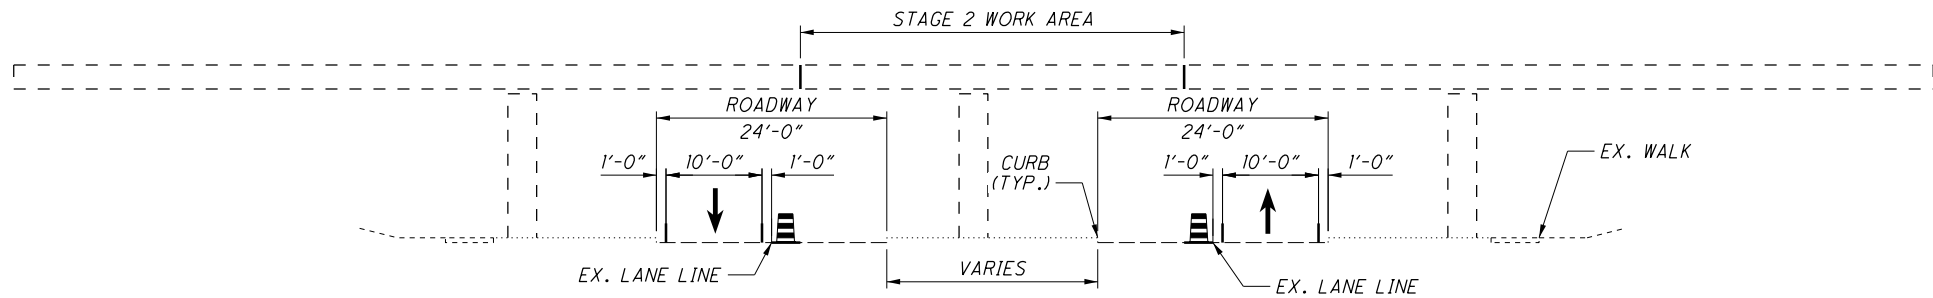 STAGE 2 WORK AREA
ROADWAY
24'-0"
ROADWAY
24'-0"
1'-0"
10'-0"
1'-0"
CURB
(TYP.)
1'-0"
10'-0"
1'-0"
EX. WALK
EX. LANE LINE
VARIES
EX. LANE LINE